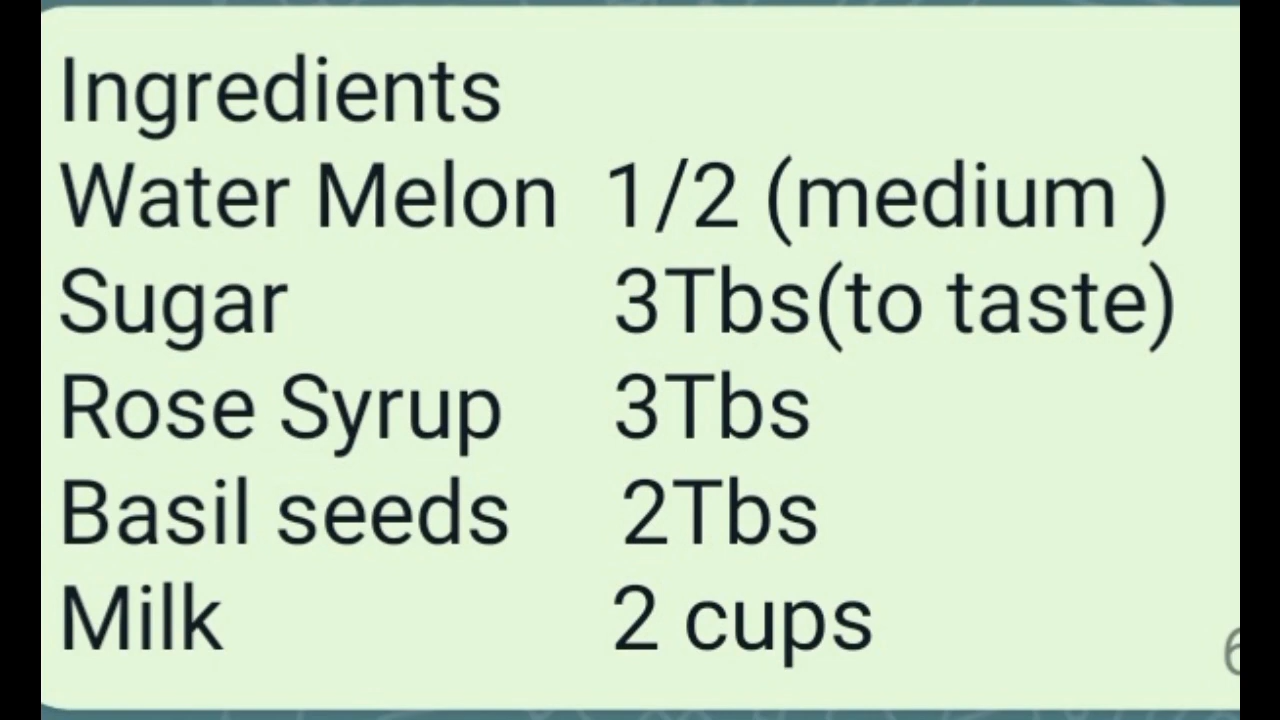 Ingredients
Water Melon 1/2 (medium )
Sugar 3Tbs(to taste)
Rose Syrup 3Tbs
Basil seeds 2Tbs
Milk 2 cups